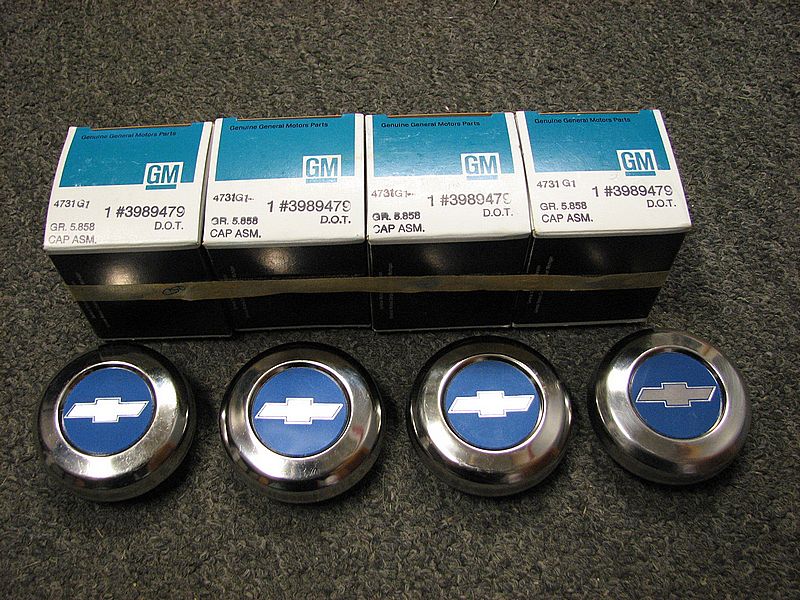 Genuine General Motors Parts
GM
4731 G1
1 #3989479
GR. 5.858
D.O.T.
CAP ASM.
Genuine General Motors Parts
GM
4731G1
1 #3989479
GR. 5.858
D.O.T.
CAP ASM.
Genuine General Motors Parts
GM
4731G1
1 #3989479
GR. 5.858
D.O.T.
CAP ASM.
Genuine General Motors Parts
GM
4731 G1
1 #3989479
GR. 5.858
D.O.T.
CAP ASM.